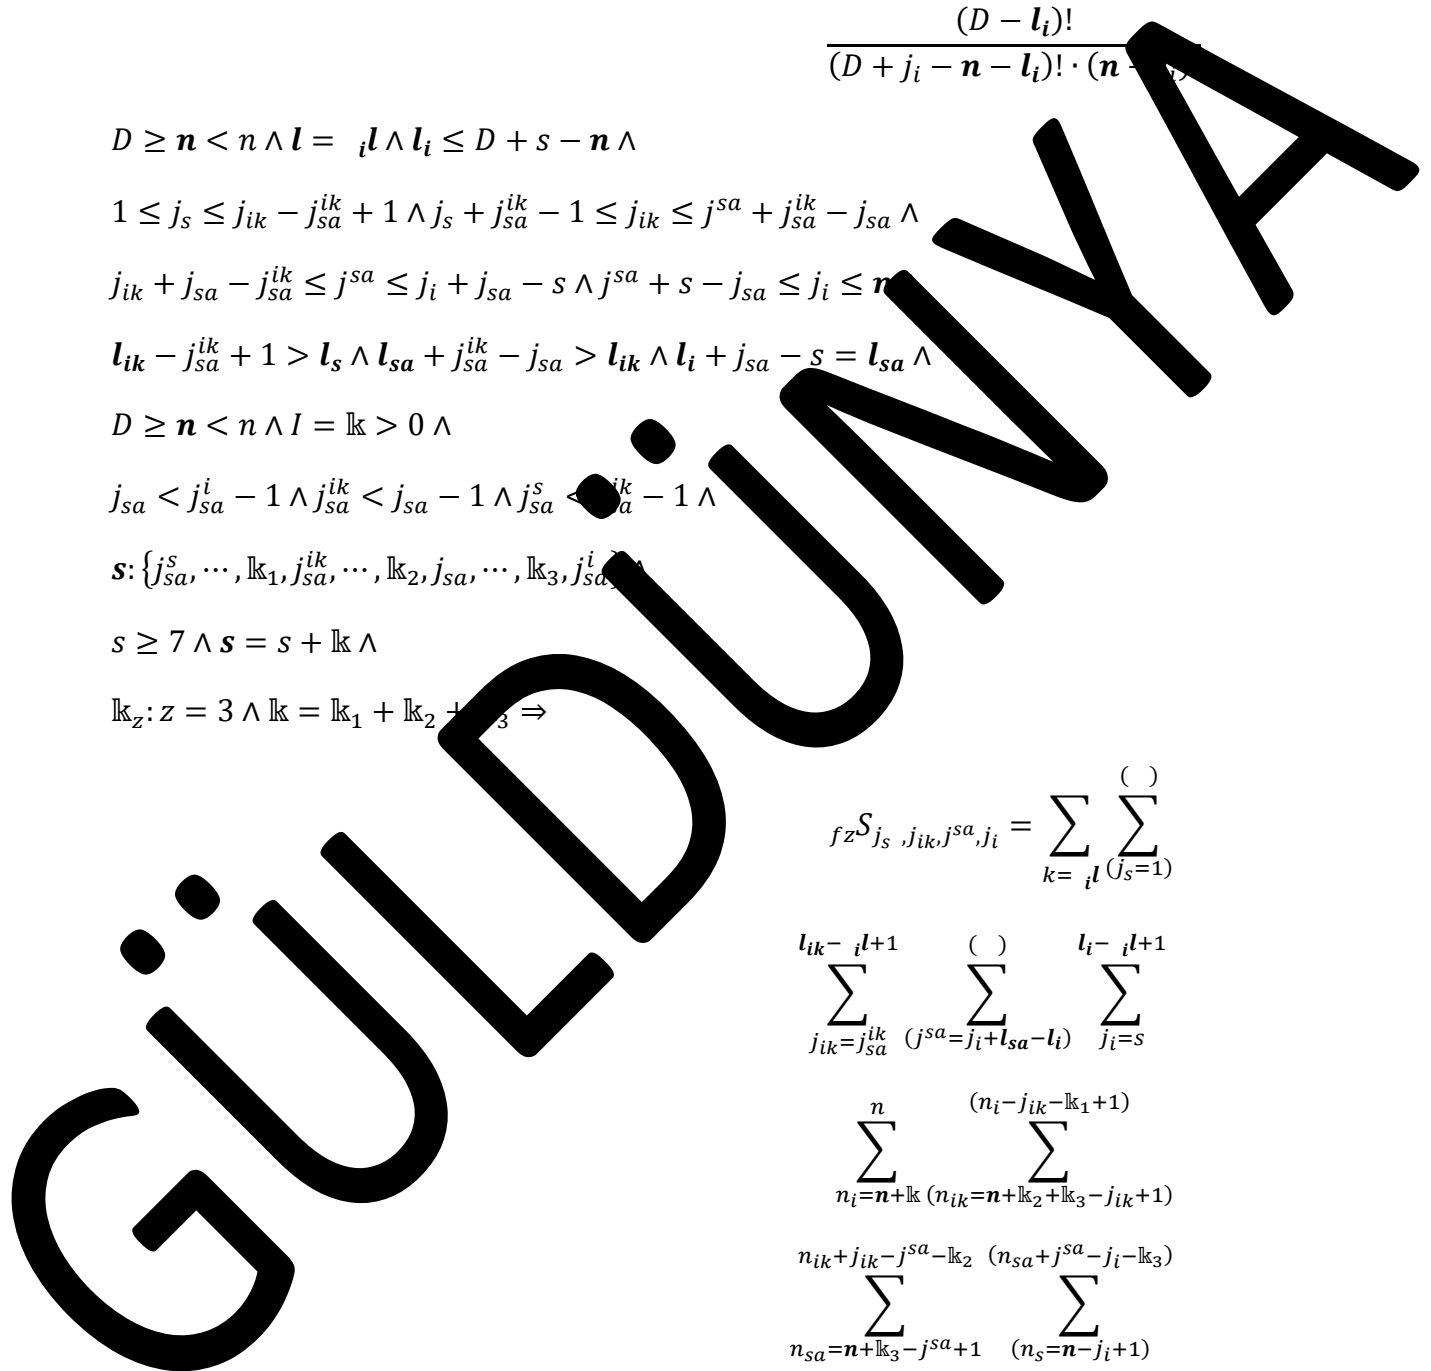 (D − l_i)!
(D + j_i − n − l_i)! · (n
D ≥ n < n ∧ l = _il ∧ l_i ≤ D + s − n ∧
1 ≤ j_s ≤ j_ik − j_sa^ik + 1 ∧ j_s + j_sa^ik − 1 ≤ j_ik ≤ j^sa + j_sa^ik − j_sa ∧
j_ik + j_sa − j_sa^ik ≤ j^sa ≤ j_i + j_sa − s ∧ j^sa + s − j_sa ≤ j_i ≤ n
l_ik − j_sa^ik + 1 > l_s ∧ l_sa + j_sa^ik − j_sa > l_ik ∧ l_i + j_sa − s = l_sa ∧
D ≥ n < n ∧ I = 𝕜 > 0 ∧
j_sa < j_sa^i − 1 ∧ j_sa^ik < j_sa − 1 ∧ j_sa^s < − 1 ∧
s: {j_sa^s, ⋯, 𝕜_1, j_sa^ik, ⋯, 𝕜_2, j_sa, ⋯, 𝕜_3, j_sa^i} ∧
s ≥ 7 ∧ s = s + 𝕜 ∧
𝕜_z: z = 3 ∧ 𝕜 = 𝕜_1 + 𝕜_2 + 𝕜_3 ⇒
( )
_fzS_{j_s, j_ik, j^sa, j_i} = ∑ ∑
k= _il (j_s=1)
l_ik− _il+1 ( ) l_i− _il+1
∑ ∑ ∑
j_ik=j_sa^ik (j^sa=j_i+l_sa−l_i) j_i=s
n (n_i−j_ik−𝕜_1+1)
∑ ∑
n_i=n+𝕜 (n_ik=n+𝕜_2+𝕜_3−j_ik+1)
n_ik+j_ik−j^sa−𝕜_2 (n_sa+j^sa−j_i−𝕜_3)
∑ ∑
n_sa=n+𝕜_3−j^sa+1 (n_s=n−j_i+1)
GÜLDÜNYA